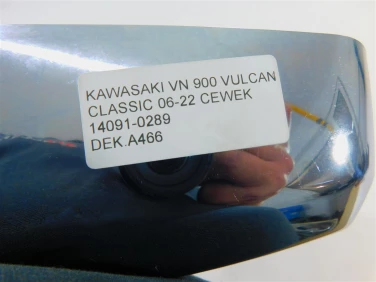 KAWASAKI VN 900 VULCAN
CLASSIC 06-22 CEWEK
14091-0289
DEK.A466